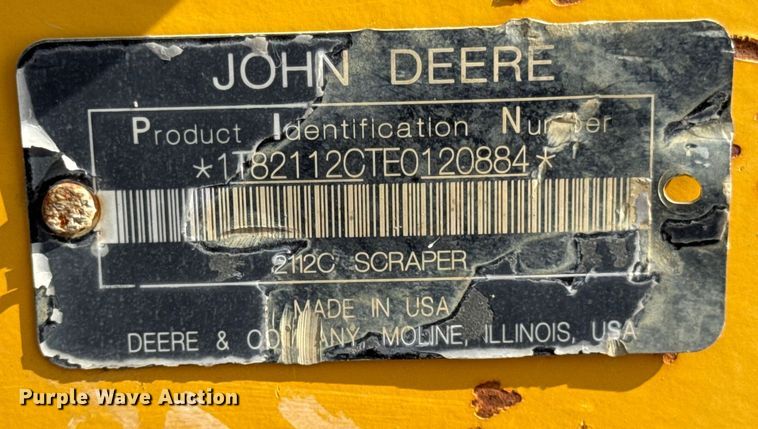 JOHN DEERE
Product Identification Number
*1T82112CTE0120884*
2112C SCRAPER
MADE IN USA
DEERE & COMPANY, MOLINE, ILLINOIS, USA
Purple Wave Auction